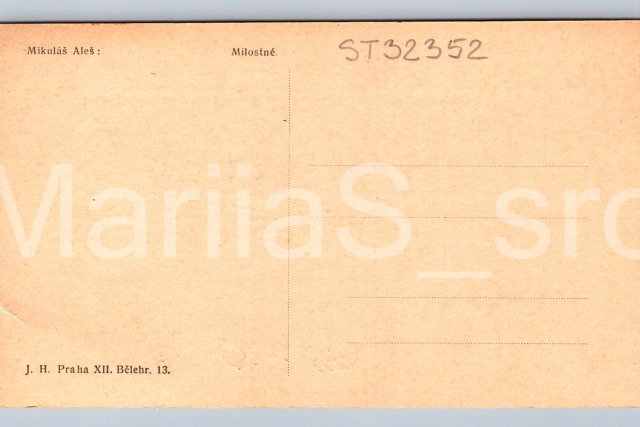 Mikuláš Aleš: Milostné. ST32352
MariiaS_src
J. H. Praha XII. Bělehr. 13.